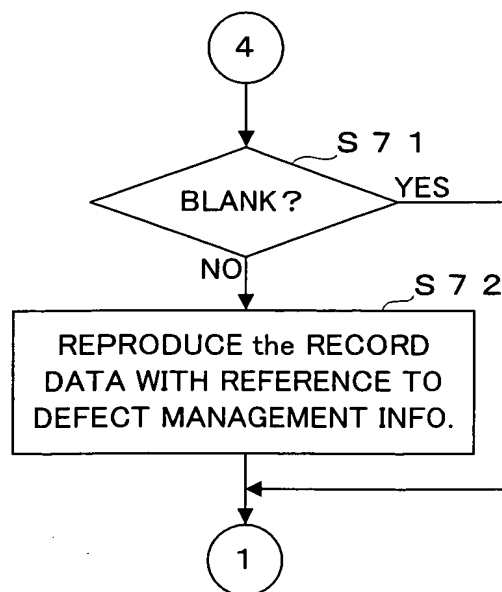 4
S 7 1
BLANK?
YES
NO
S 7 2
REPRODUCE the RECORD
DATA WITH REFERENCE TO
DEFECT MANAGEMENT INFO.
1